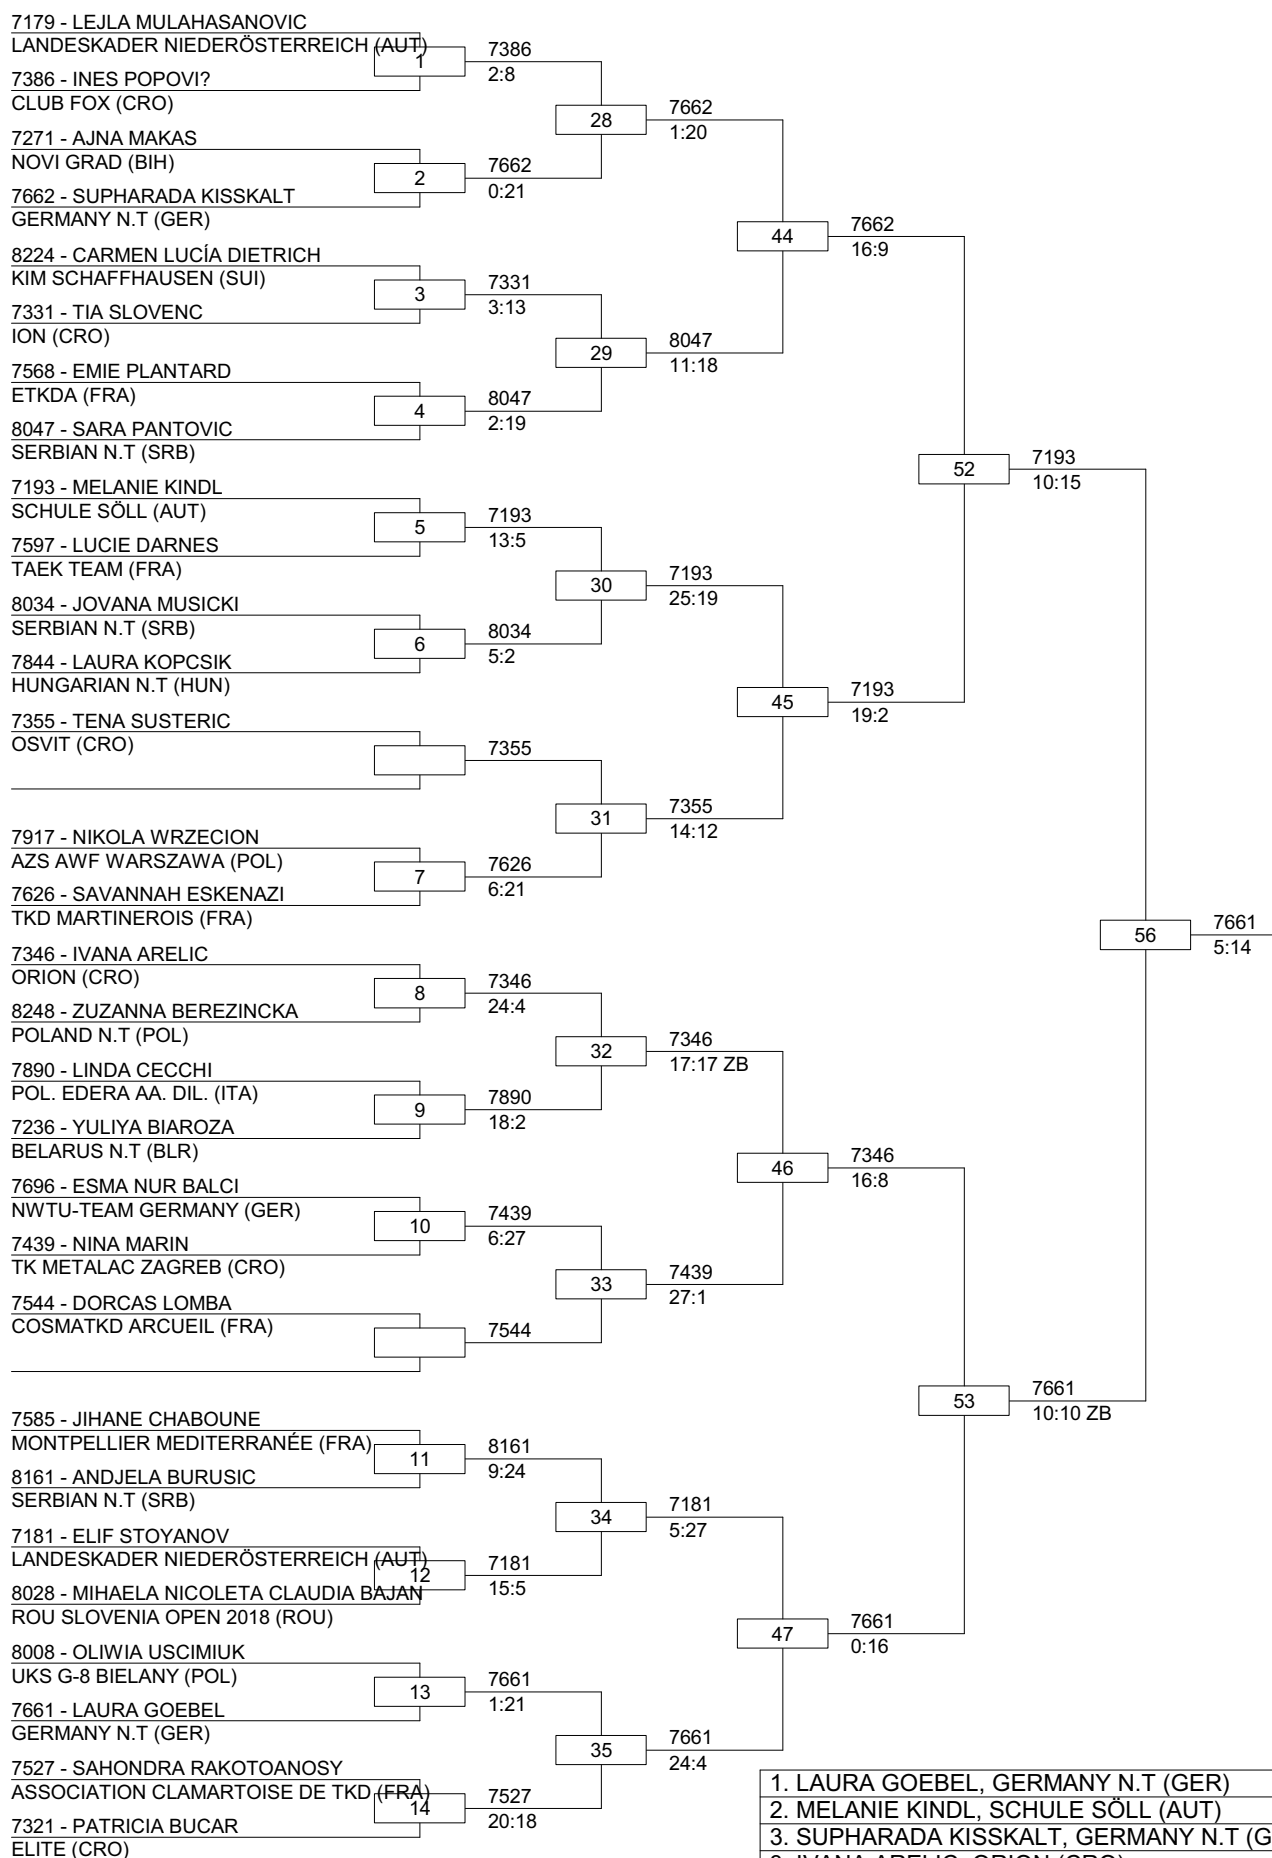 7179 - LEJLA MULAHASANOVIC
LANDESKADER NIEDERÖSTERREICH (AUT)
1
7386
2:8
7386 - INES POPOVI?
CLUB FOX (CRO)
28
7662
1:20
7271 - AJNA MAKAS
NOVI GRAD (BIH)
2
7662
0:21
7662 - SUPHARADA KISSKALT
GERMANY N.T (GER)
44
7662
16:9
8224 - CARMEN LUCÍA DIETRICH
KIM SCHAFFHAUSEN (SUI)
3
7331
3:13
7331 - TIA SLOVENC
ION (CRO)
29
8047
11:18
7568 - EMIE PLANTARD
ETKDA (FRA)
4
8047
2:19
8047 - SARA PANTOVIC
SERBIAN N.T (SRB)
52
7193
10:15
7193 - MELANIE KINDL
SCHULE SÖLL (AUT)
5
7193
13:5
7597 - LUCIE DARNES
TAEK TEAM (FRA)
30
7193
25:19
8034 - JOVANA MUSICKI
SERBIAN N.T (SRB)
6
8034
5:2
7844 - LAURA KOPCSIK
HUNGARIAN N.T (HUN)
45
7193
19:2
7355 - TENA SUSTERIC
OSVIT (CRO)
7355
31
7355
14:12
7917 - NIKOLA WRZECION
AZS AWF WARSZAWA (POL)
7
7626
6:21
7626 - SAVANNAH ESKENAZI
TKD MARTINEROIS (FRA)
56
7661
5:14
7346 - IVANA ARELIC
ORION (CRO)
8
7346
24:4
8248 - ZUZANNA BEREZINCKA
POLAND N.T (POL)
32
7346
17:17 ZB
7890 - LINDA CECCHI
POL. EDERA AA. DIL. (ITA)
9
7890
18:2
7236 - YULIYA BIAROZA
BELARUS N.T (BLR)
46
7346
16:8
7696 - ESMA NUR BALCI
NWTU-TEAM GERMANY (GER)
10
7439
6:27
7439 - NINA MARIN
TK METALAC ZAGREB (CRO)
33
7439
27:1
7544 - DORCAS LOMBA
COSMATKD ARCUEIL (FRA)
7544
53
7661
10:10 ZB
7585 - JIHANE CHABOUNE
MONTPELLIER MEDITERRANÉE (FRA)
11
8161
9:24
8161 - ANDJELA BURUSIC
SERBIAN N.T (SRB)
34
7181
5:27
7181 - ELIF STOYANOV
LANDESKADER NIEDERÖSTERREICH (AUT)
12
7181
15:5
8028 - MIHAELA NICOLETA CLAUDIA BAJAN
ROU SLOVENIA OPEN 2018 (ROU)
47
7661
0:16
8008 - OLIWIA USCIMIUK
UKS G-8 BIELANY (POL)
13
7661
1:21
7661 - LAURA GOEBEL
GERMANY N.T (GER)
35
7661
24:4
7527 - SAHONDRA RAKOTOANOSY
ASSOCIATION CLAMARTOISE DE TKD (FRA)
14
7527
20:18
7321 - PATRICIA BUCAR
ELITE (CRO)
1. LAURA GOEBEL, GERMANY N.T (GER)
2. MELANIE KINDL, SCHULE SÖLL (AUT)
3. SUPHARADA KISSKALT, GERMANY N.T (G
3. IVANA ARELIC, ORION (CRO)